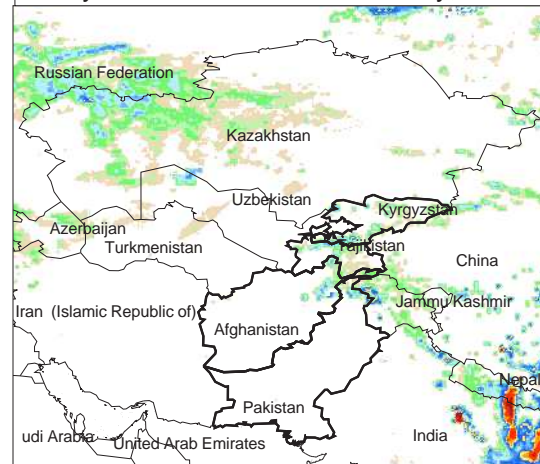 Russian Federation
Kazakhstan
Uzbekistan
Kyrgyzstan
Azerbaijan
Turkmenistan
Tajikistan
China
Iran (Islamic Republic of)
Jammu/Kashmir
Afghanistan
Nepal
Pakistan
udi Arabia
United Arab Emirates
India